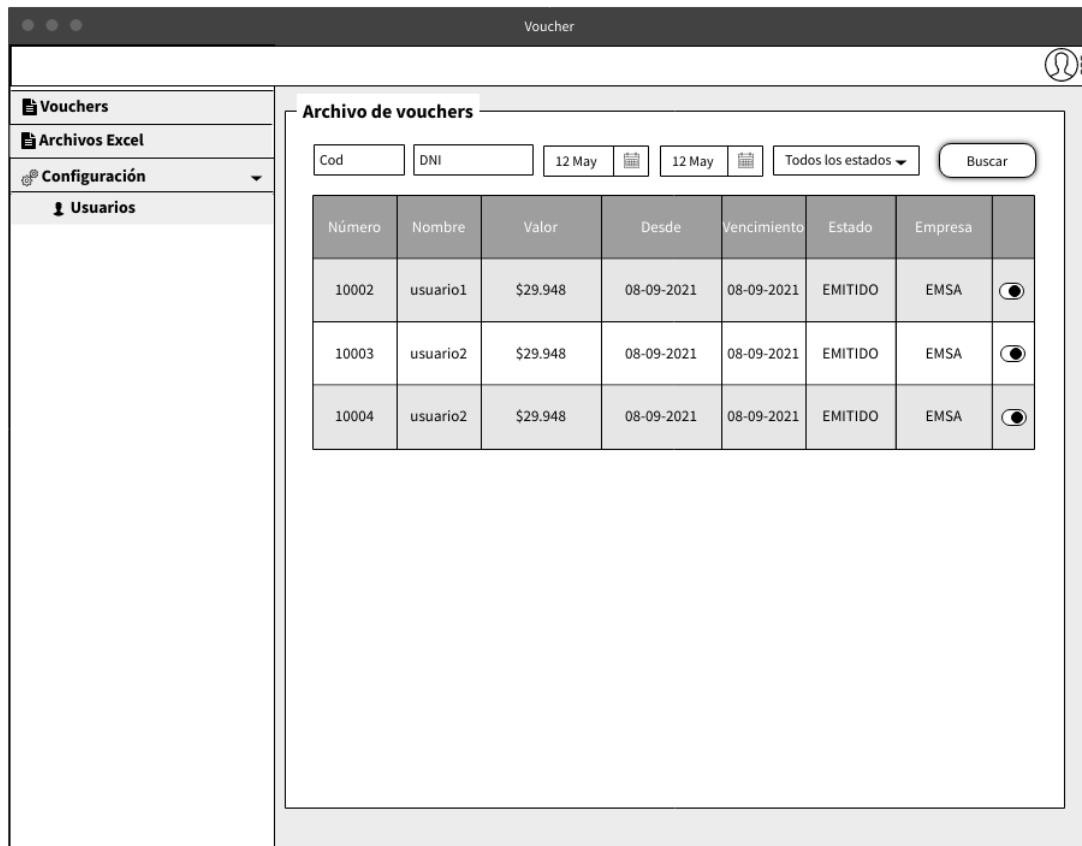 Voucher
Vouchers
Archivos Excel
Configuración
Usuarios
Archivo de vouchers
Cod DNI 12 May 12 May Todos los estados Buscar
Número Nombre Valor Desde Vencimiento Estado Empresa
10002 usuario1 $29.948 08-09-2021 08-09-2021 EMITIDO EMSA
10003 usuario2 $29.948 08-09-2021 08-09-2021 EMITIDO EMSA
10004 usuario2 $29.948 08-09-2021 08-09-2021 EMITIDO EMSA